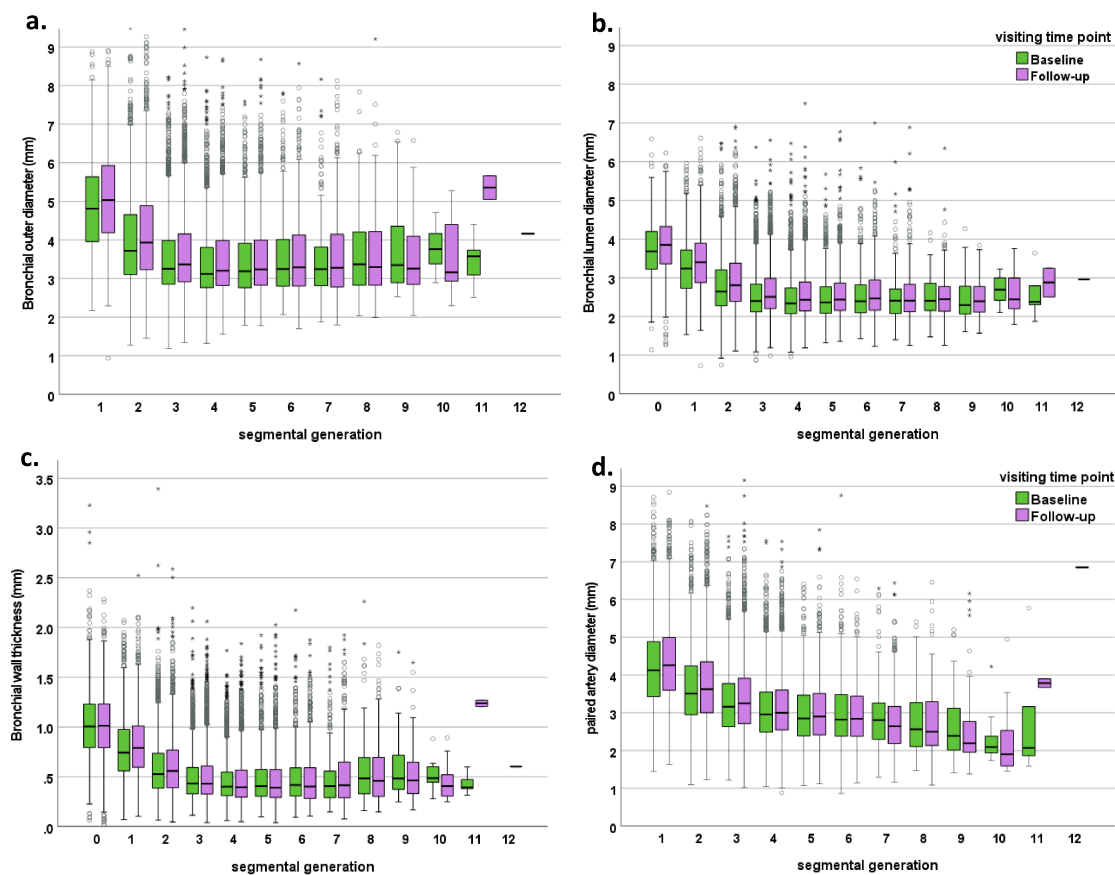 a.
Bronchial outer diameter (mm)
9
8
7
6
5
4
3
2
1
0
1 2 3 4 5 6 7 8 9 10 11 12
segmental generation
b.
visiting time point
Baseline
Follow-up
Bronchial lumen diameter (mm)
9
8
7
6
5
4
3
2
1
0
0 1 2 3 4 5 6 7 8 9 10 11 12
segmental generation
c.
Bronchial wall thickness (mm)
3.5
3.0
2.5
2.0
1.5
1.0
.5
.0
0 1 2 3 4 5 6 7 8 9 10 11 12
segmental generation
d.
visiting time point
Baseline
Follow-up
paired artery diameter (mm)
9
8
7
6
5
4
3
2
1
0
1 2 3 4 5 6 7 8 9 10 11 12
segmental generation